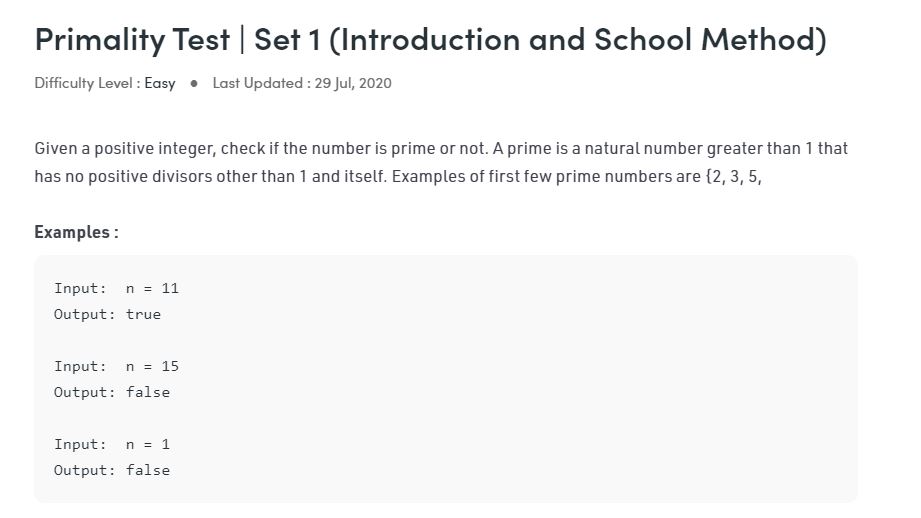 Primality Test | Set 1 (Introduction and School Method)
Difficulty Level : Easy ● Last Updated : 29 Jul, 2020
Given a positive integer, check if the number is prime or not. A prime is a natural number greater than 1 that
has no positive divisors other than 1 and itself. Examples of first few prime numbers are {2, 3, 5,
Examples :
Input:  n = 11
Output: true
Input:  n = 15
Output: false
Input:  n = 1
Output: false